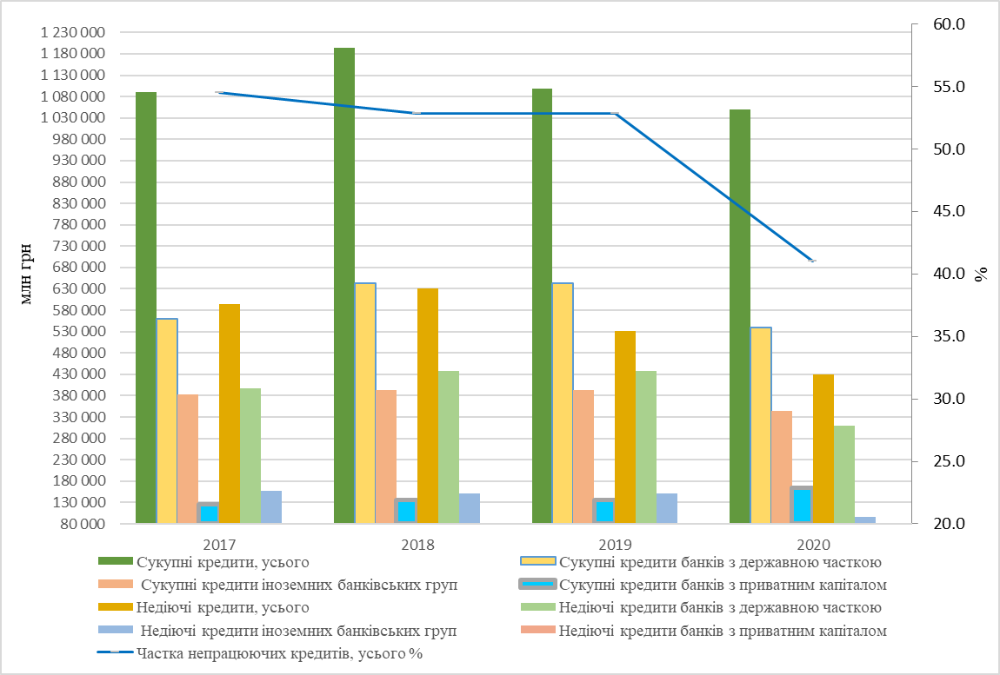 1 230 000
1 180 000
1 130 000
1 080 000
1 030 000
980 000
930 000
880 000
830 000
780 000
730 000
680 000
630 000
580 000
530 000
480 000
430 000
380 000
330 000
280 000
230 000
180 000
130 000
80 000
млн грн
60.0
55.0
50.0
45.0
40.0
35.0
30.0
25.0
20.0
%
2017 2018 2019 2020
Сукупні кредити, усього Сукупні кредити банків з державною часткою
Сукупні кредити іноземних банківських груп Сукупні кредити банків з приватним капіталом
Недіючі кредити, усього Недіючі кредити банків з державною часткою
Недіючі кредити іноземних банківських груп Недіючі кредити банків з приватним капіталом
Частка непрацюючих кредитів, усього %